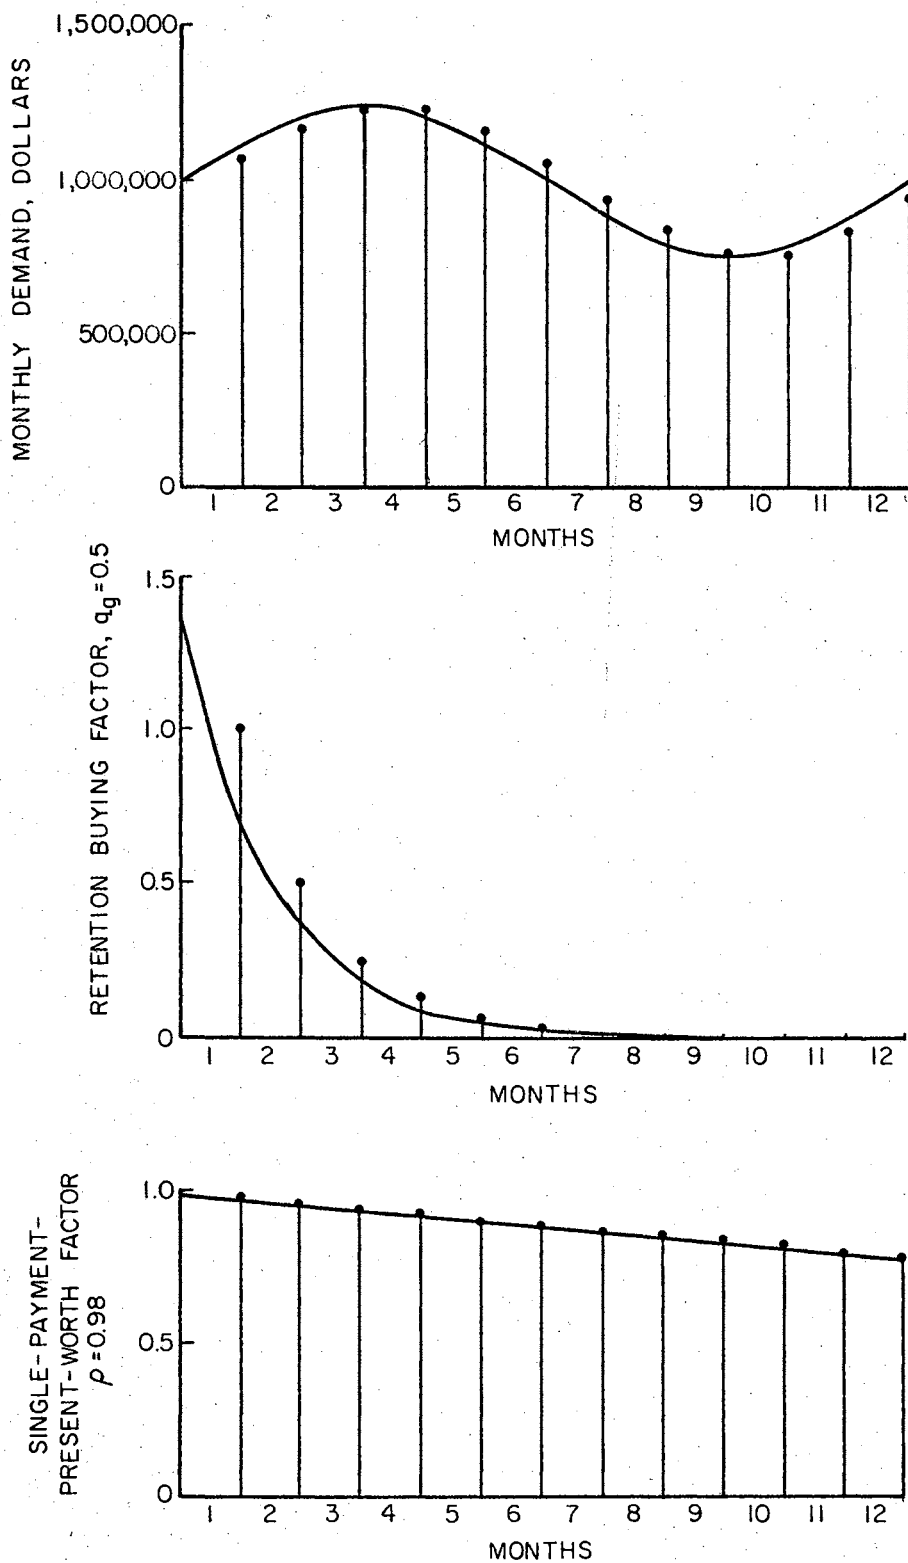 MONTHLY DEMAND, DOLLARS
1,500,000
1,000,000
500,000
0
1 2 3 4 5 6 7 8 9 10 11 12
MONTHS
RETENTION BUYING FACTOR, qg=0.5
1.5
1.0
0.5
0
1 2 3 4 5 6 7 8 9 10 11 12
MONTHS
SINGLE-PAYMENT-
PRESENT-WORTH FACTOR
ρ=0.98
1.0
0.5
0
1 2 3 4 5 6 7 8 9 10 11 12
MONTHS